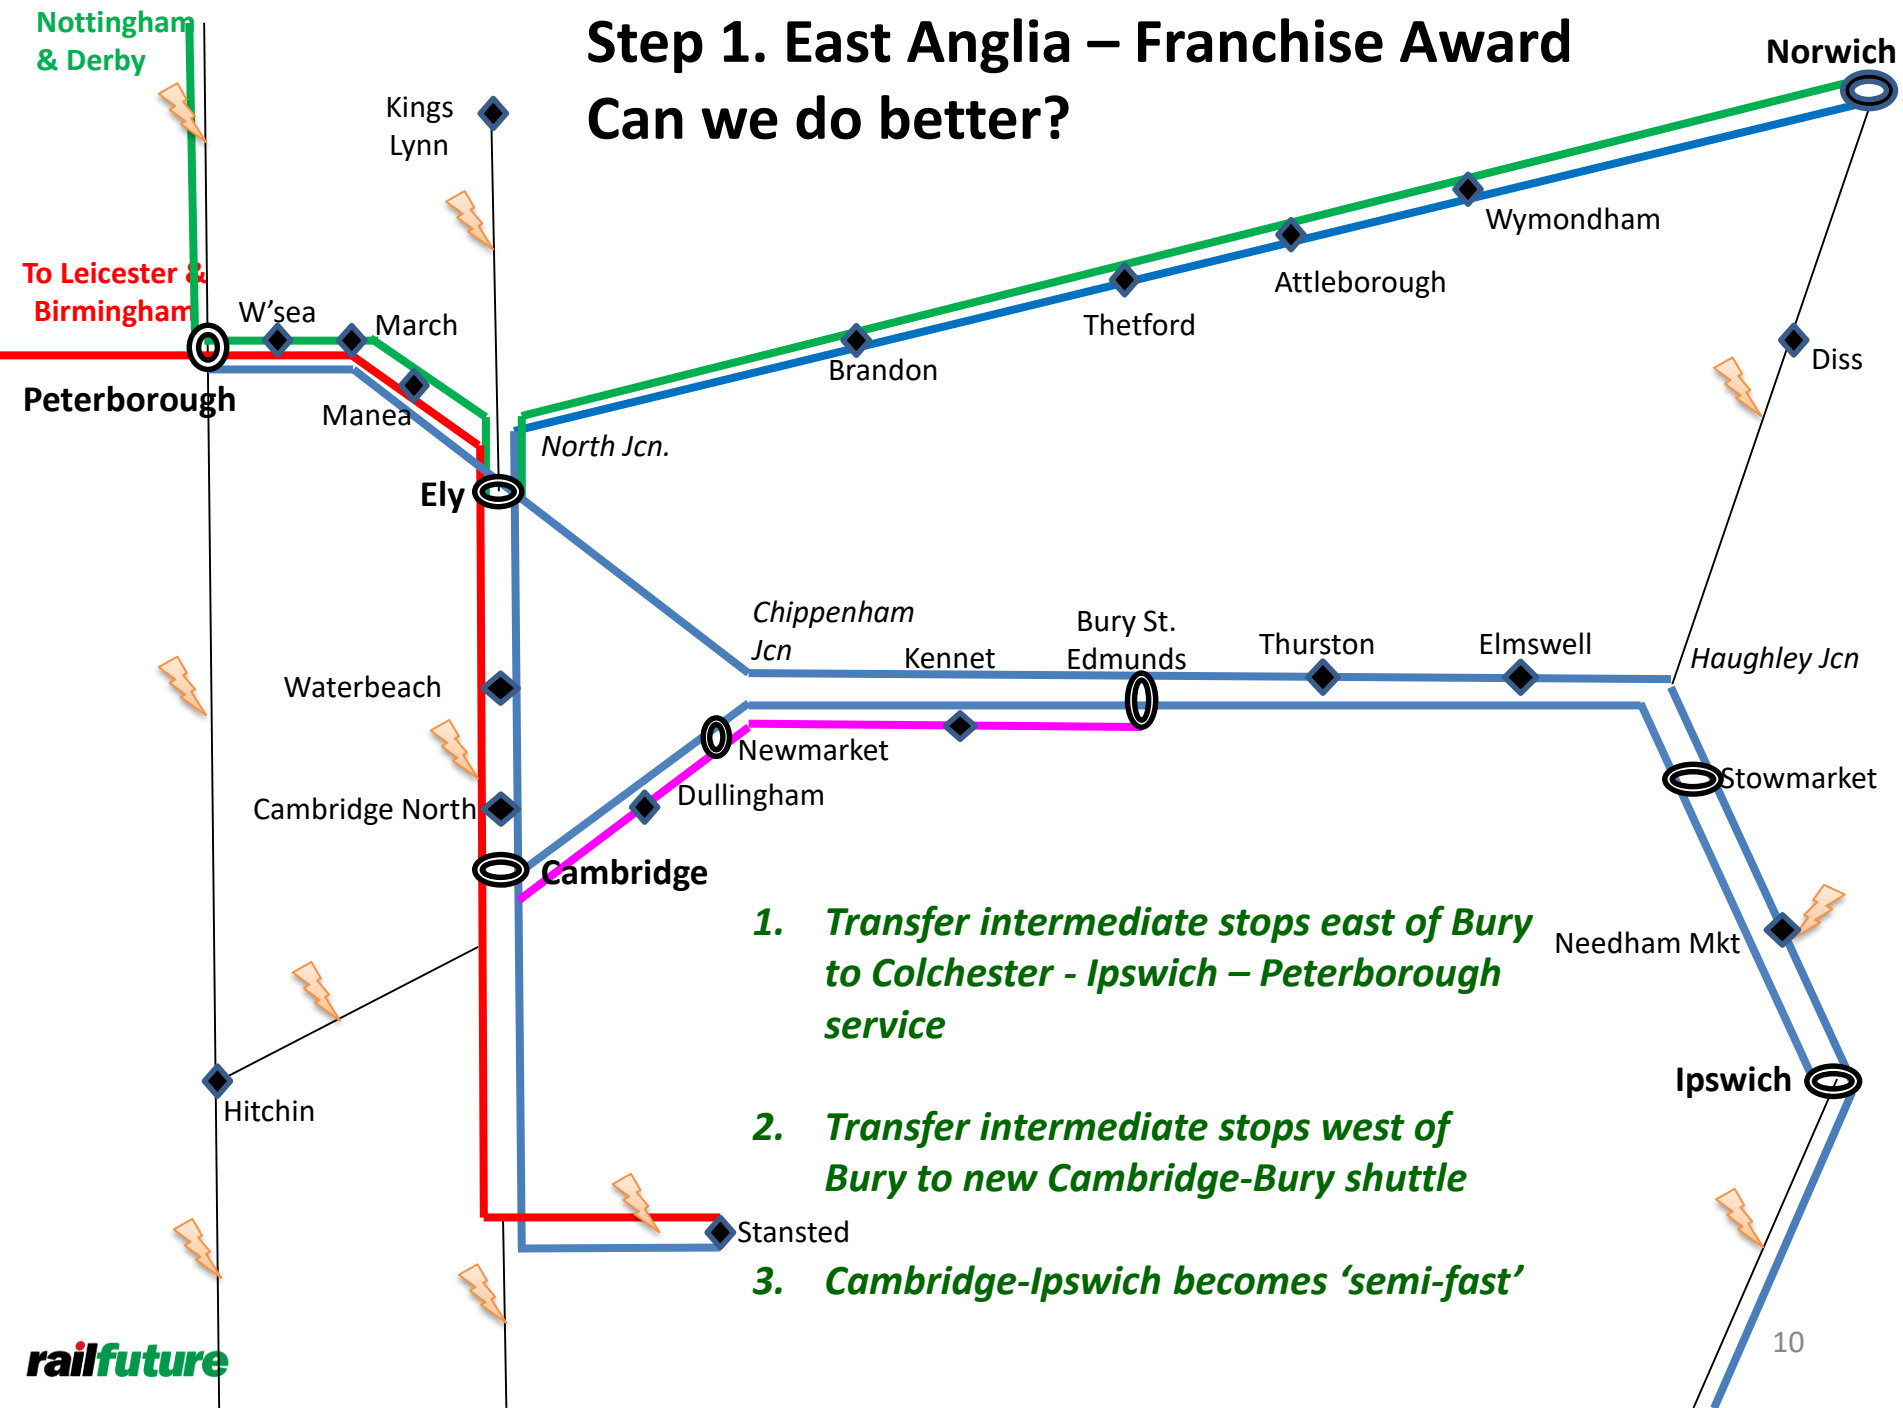 Step 1. East Anglia – Franchise Award
Can we do better?
Nottingham
& Derby
Kings
Lynn
Norwich
To Leicester &
Birmingham
W'sea
March
Peterborough
Manea
Ely
North Jcn.
Brandon
Thetford
Attleborough
Wymondham
Diss
Chippenham
Jcn
Kennet
Bury St.
Edmunds
Thurston
Elmswell
Haughley Jcn
Waterbeach
Newmarket
Stowmarket
Cambridge North
Dullingham
Cambridge
Needham Mkt
1. Transfer intermediate stops east of Bury
to Colchester - Ipswich – Peterborough
service
Ipswich
Hitchin
2. Transfer intermediate stops west of
Bury to new Cambridge-Bury shuttle
Stansted
3. Cambridge-Ipswich becomes ‘semi-fast’
railfuture
10